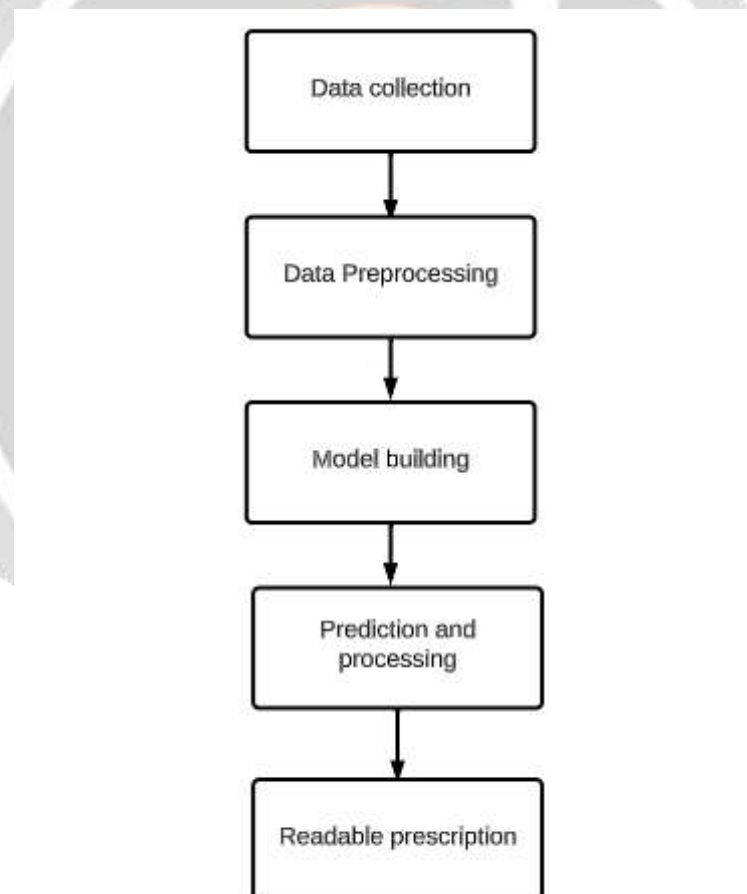 Data collection
Data Preprocessing
Model building
Prediction and
processing
Readable prescription